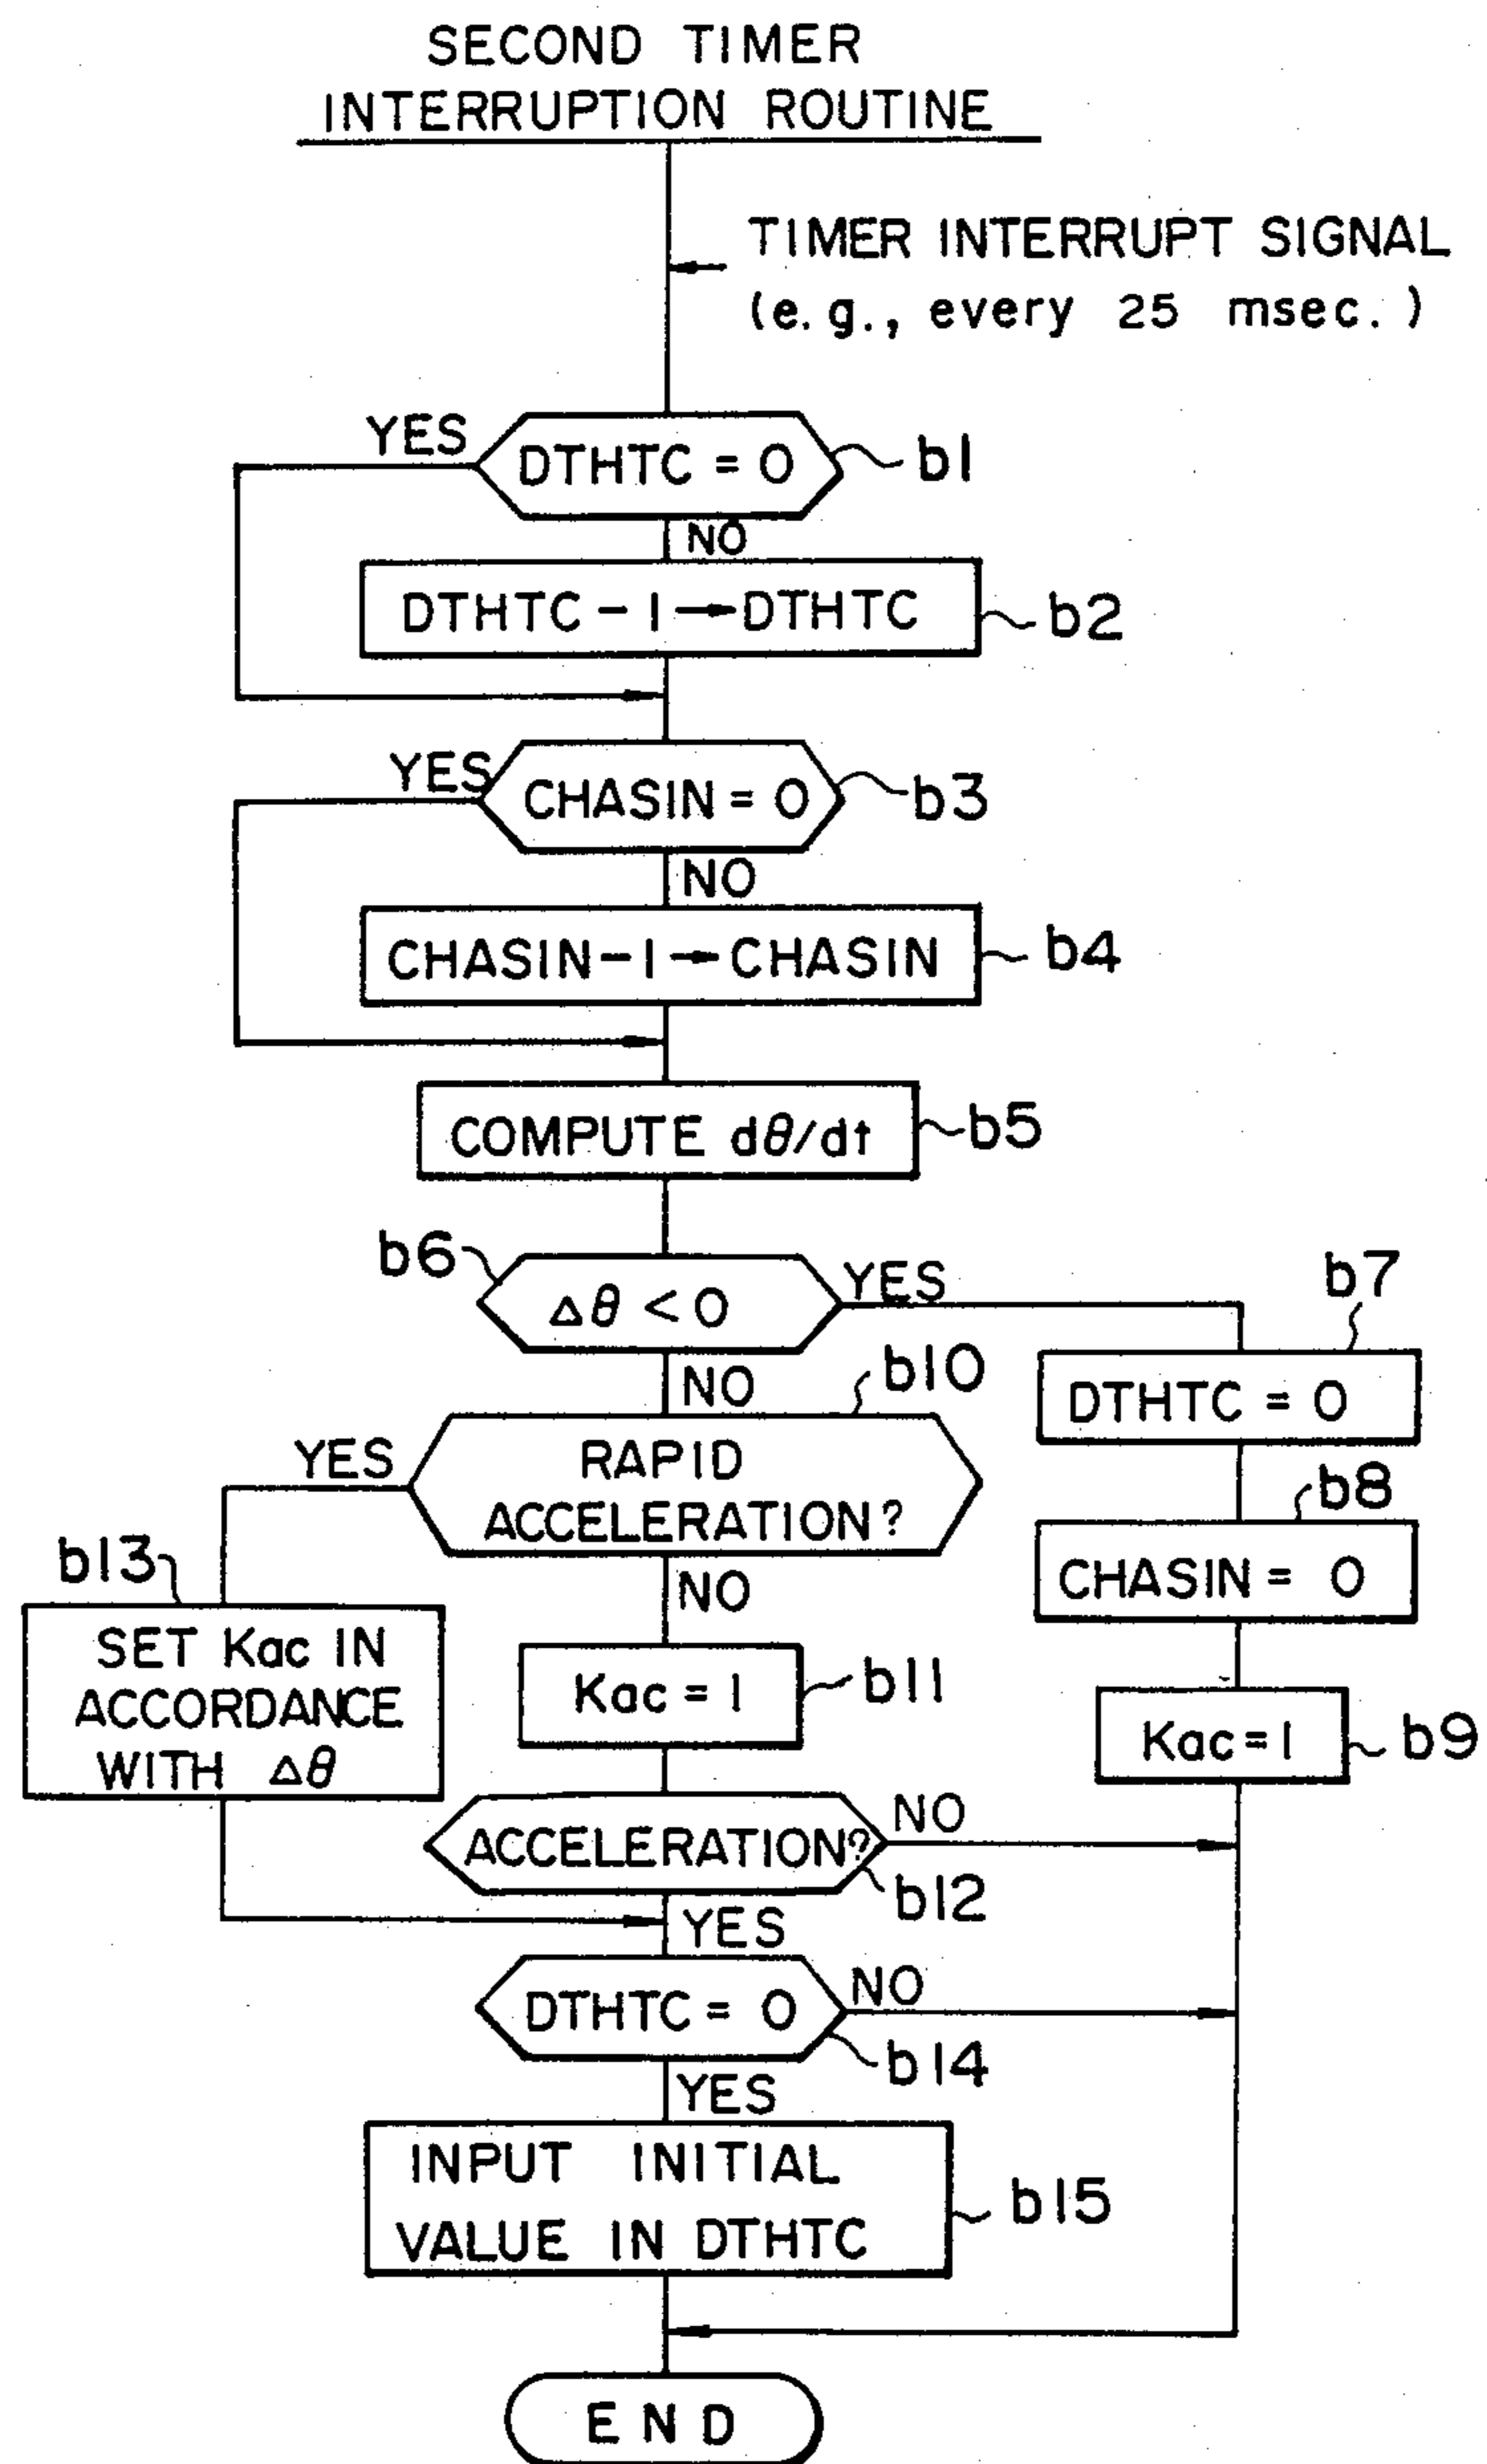 SECOND TIMER
INTERRUPTION ROUTINE
TIMER INTERRUPT SIGNAL
(e.g., every 25 msec.)
YES
DTHTC = 0
b1
NO
DTHTC - 1 → DTHTC
b2
YES
CHASIN = 0
b3
NO
CHASIN - 1 → CHASIN
b4
COMPUTE dθ/dt
b5
b6
Δθ < 0
YES
b7
DTHTC = 0
NO
b10
YES
RAPID
ACCELERATION?
b8
CHASIN = 0
b13
NO
SET Kac IN
ACCORDANCE
WITH Δθ
Kac = 1
b11
Kac = 1
b9
ACCELERATION?
NO
b12
YES
DTHTC = 0
NO
b14
YES
INPUT INITIAL
VALUE IN DTHTC
b15
END